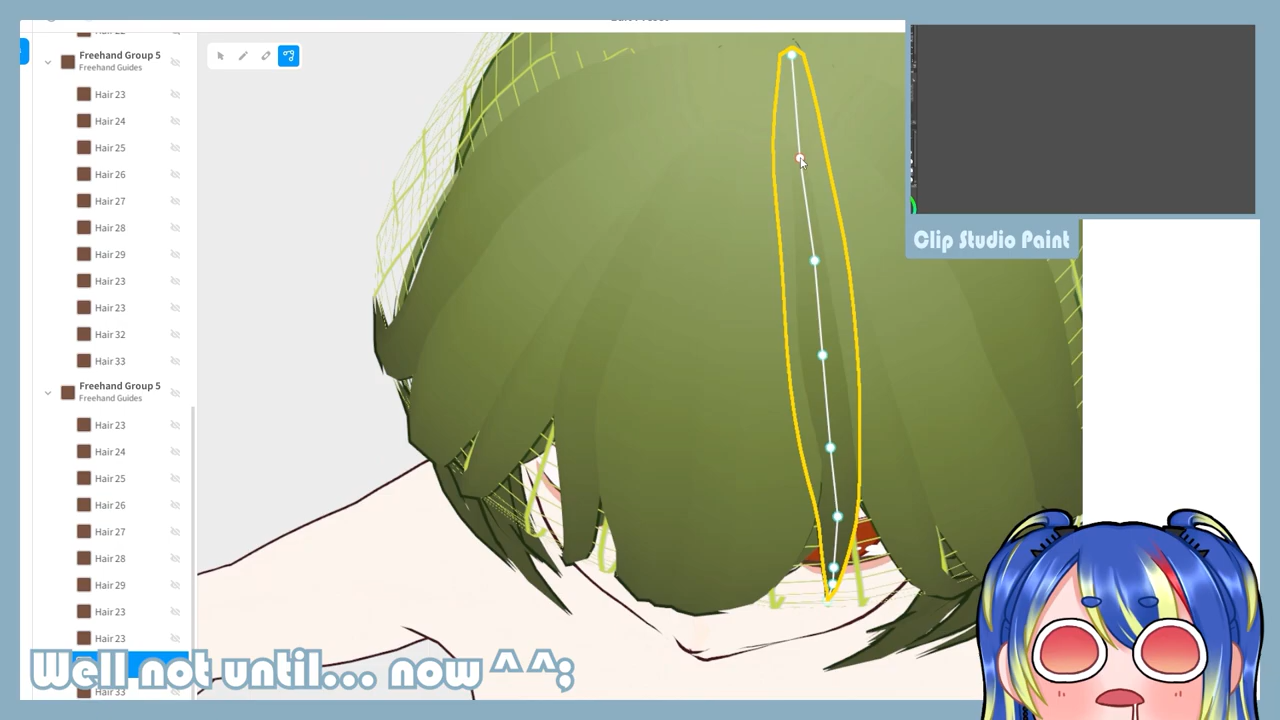 Freehand Group 5
Freehand Guides
Hair 23
Hair 24
Hair 25
Hair 26
Hair 27
Hair 28
Hair 29
Hair 23
Hair 23
Hair 32
Hair 33
Freehand Group 5
Freehand Guides
Hair 23
Hair 24
Hair 25
Hair 26
Hair 27
Hair 28
Hair 29
Hair 23
Hair 23
Hair 33
Clip Studio Paint
Well not until... now ^^;